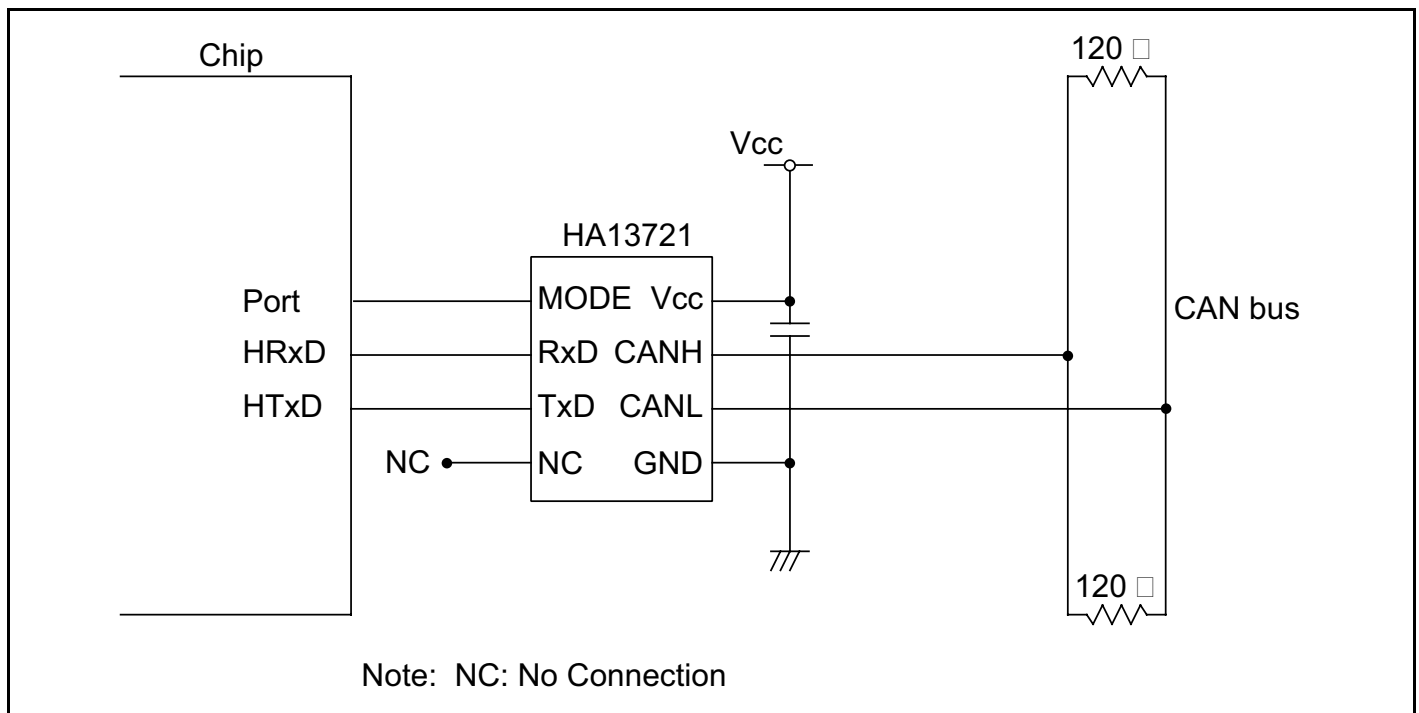 Chip
120 □
Vcc
HA13721
Port
MODE Vcc
CAN bus
HRxD
RxD CANH
HTxD
TxD CANL
NC
NC GND
120 □
Note: NC: No Connection